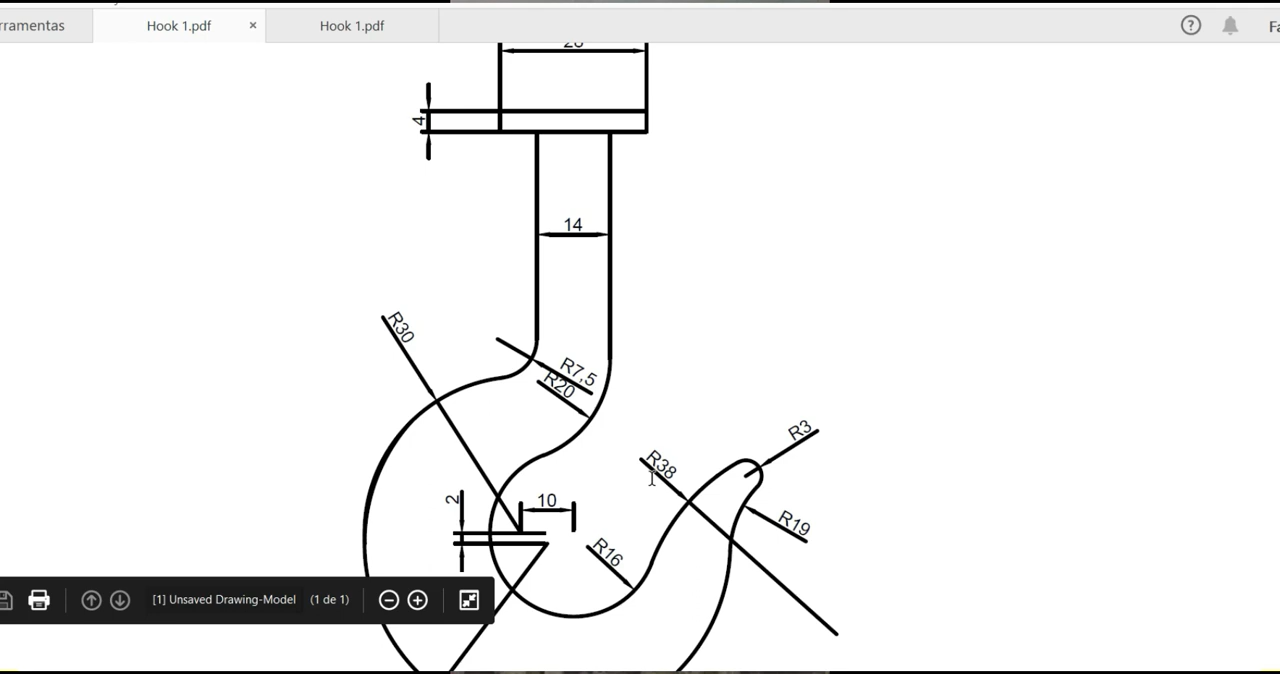 rramentas
Hook 1.pdf ×
Hook 1.pdf
? Fa
4
14
R30
R7,5
R20
R3
R38
2
10
R19
R16
[1] Unsaved Drawing-Model (1 de 1)